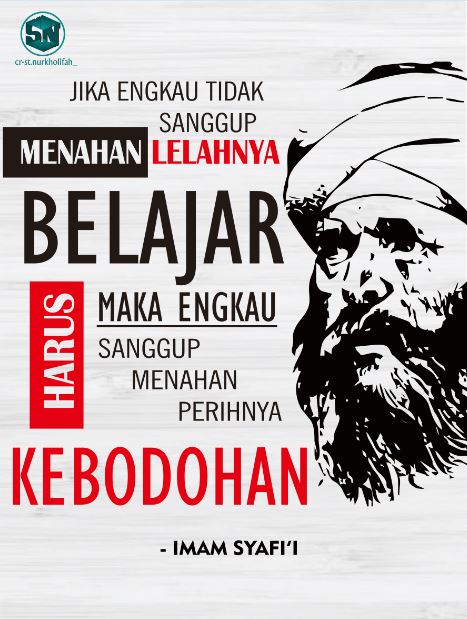 SN
cr-st.nurkholifah_
JIKA ENGKAU TIDAK
SANGGUP
MENAHAN LELAHNYA
BELAJAR
HARUS
MAKA ENGKAU
SANGGUP
MENAHAN
PERIHNYA
KEBODOHAN
- IMAM SYAFI'I